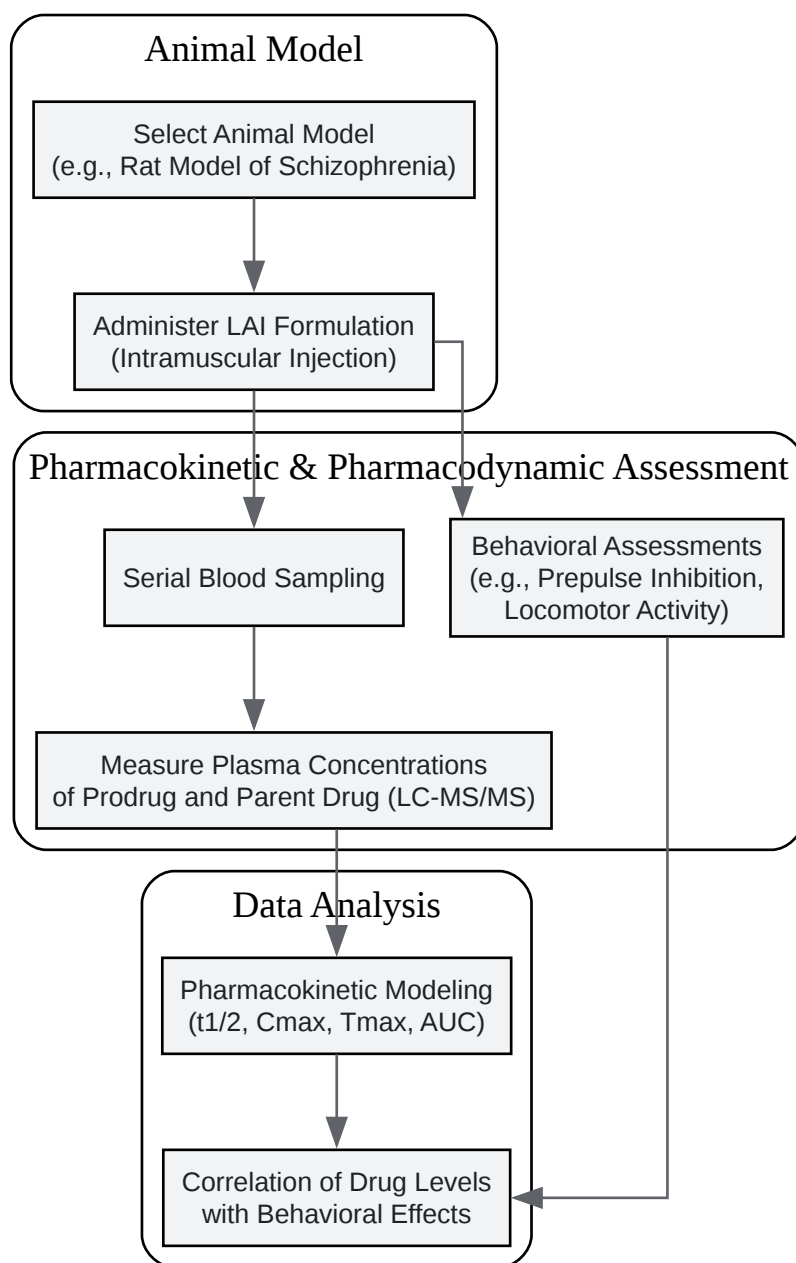 Animal Model
Select Animal Model
(e.g., Rat Model of Schizophrenia)
Administer LAI Formulation
(Intramuscular Injection)
Pharmacokinetic & Pharmacodynamic Assessment
Serial Blood Sampling
Behavioral Assessments
(e.g., Prepulse Inhibition,
Locomotor Activity)
Measure Plasma Concentrations
of Prodrug and Parent Drug (LC-MS/MS)
Data Analysis
Pharmacokinetic Modeling
(t1/2, Cmax, Tmax, AUC)
Correlation of Drug Levels
with Behavioral Effects